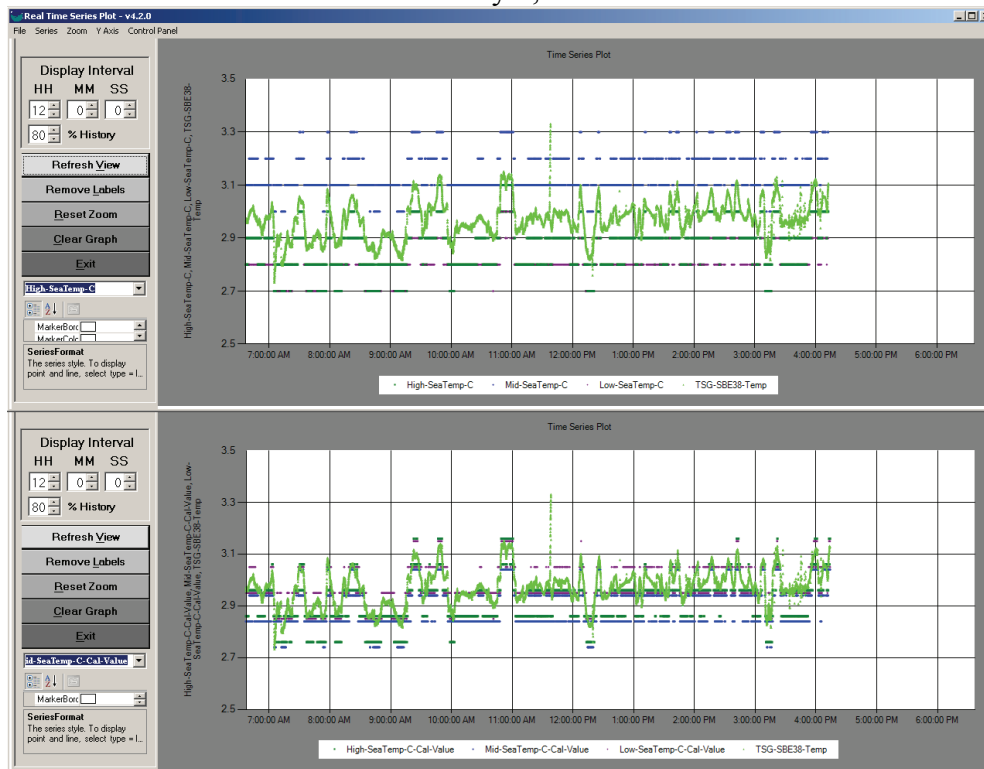 Real Time Series Plot - v4.2.0
File Series Zoom Y Axis Control Panel
Display Interval
HH MM SS
12 0 0
80 % History
Refresh View
Remove Labels
Reset Zoom
Clear Graph
Exit
High-SeaTemp-C
MarkerBorc
MarkerColc
SeriesFormat
The series style. To display
point and line, select type = l...
Time Series Plot
High-SeaTemp-C, Mid-SeaTemp-C, Low-SeaTemp-C, TSG-SBE38-
Temp
3.5
3.3
3.1
2.9
2.7
2.5
7:00:00 AM 8:00:00 AM 9:00:00 AM 10:00:00 AM 11:00:00 AM 12:00:00 PM 1:00:00 PM 2:00:00 PM 3:00:00 PM 4:00:00 PM 5:00:00 PM 6:00:00 PM
High-SeaTemp-C Mid-SeaTemp-C Low-SeaTemp-C TSG-SBE38-Temp
Display Interval
HH MM SS
12 0 0
80 % History
Refresh View
Remove Labels
Reset Zoom
Clear Graph
Exit
id-SeaTemp-C-Cal-Value
MarkerBorc
SeriesFormat
The series style. To display
point and line, select type = l...
Time Series Plot
High-SeaTemp-C-Cal-Value, Mid-SeaTemp-C-Cal-Value, Low-
SeaTemp-C-Cal-Value, TSG-SBE38-Temp
3.5
3.3
3.1
2.9
2.7
2.5
7:00:00 AM 8:00:00 AM 9:00:00 AM 10:00:00 AM 11:00:00 AM 12:00:00 PM 1:00:00 PM 2:00:00 PM 3:00:00 PM 4:00:00 PM 5:00:00 PM 6:00:00 PM
High-SeaTemp-C-Cal-Value Mid-SeaTemp-C-Cal-Value Low-SeaTemp-C-Cal-Value TSG-SBE38-Temp